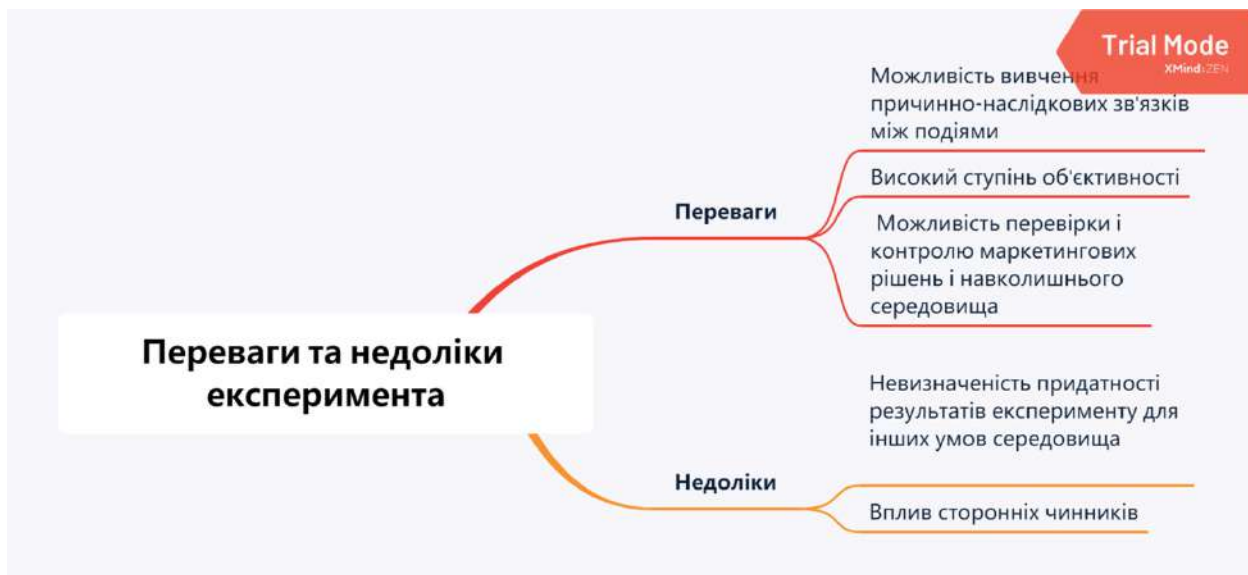 Trial Mode
XMind:ZEN
Можливість вивчення
причинно-наслідкових зв'язків
між подіями
Високий ступінь об'єктивності
Переваги
Можливість перевірки і
контролю маркетингових
рішень і навколишнього
середовища
Переваги та недоліки
експеримента
Невизначеність придатності
результатів експерименту для
інших умов середовища
Недоліки
Вплив сторонніх чинників